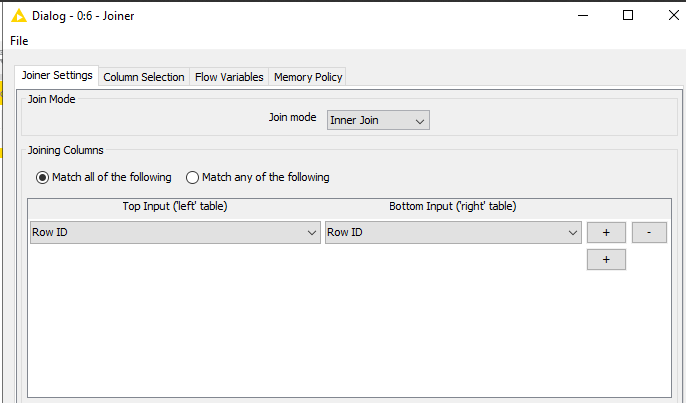 Dialog - 0:6 - Joiner
File
Joiner Settings Column Selection Flow Variables Memory Policy
Join Mode
Join mode Inner Join
Joining Columns
Match all of the following Match any of the following
Top Input ('left' table) Bottom Input ('right' table)
Row ID Row ID + -
+